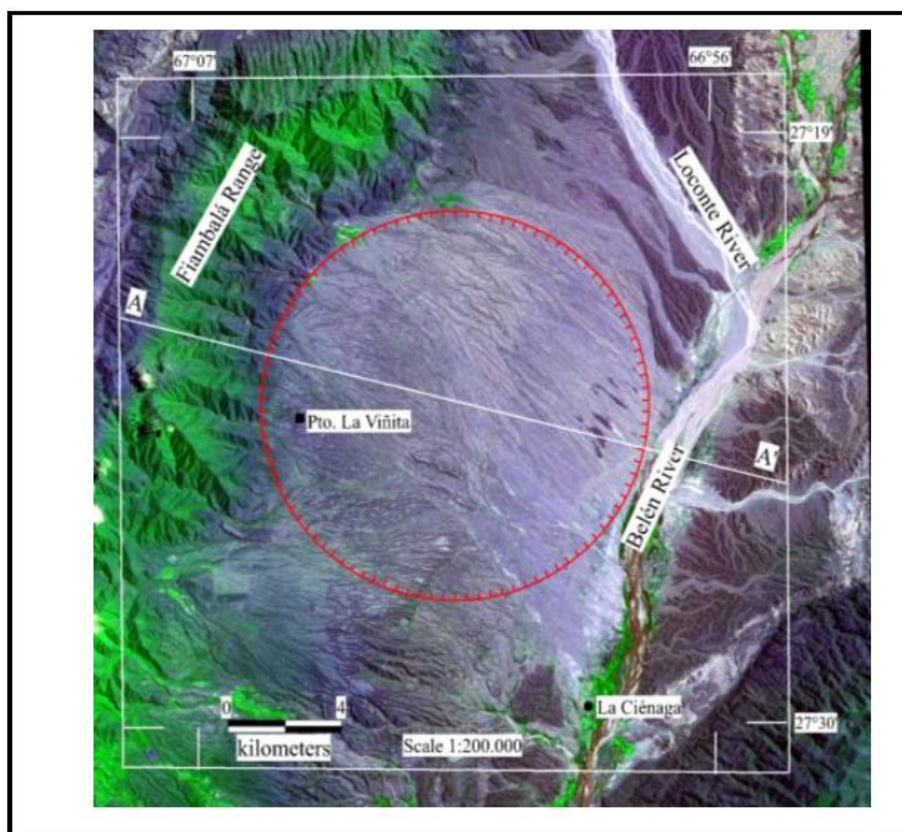 67°07'
66°56'
27°19'
Loconte River
Fiambalá Range
A
Pto. La Viñita
A'
Belén River
La Ciénaga
27°30'
0 4
kilometers
Scale 1:200.000